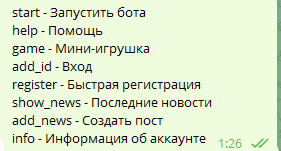 start - Запустить бота
help - Помощь
game - Мини-игрушка
add_id - Вход
register - Быстрая регистрация
show_news - Последние новости
add_news - Создать пост
info - Информация об аккаунте 1:26